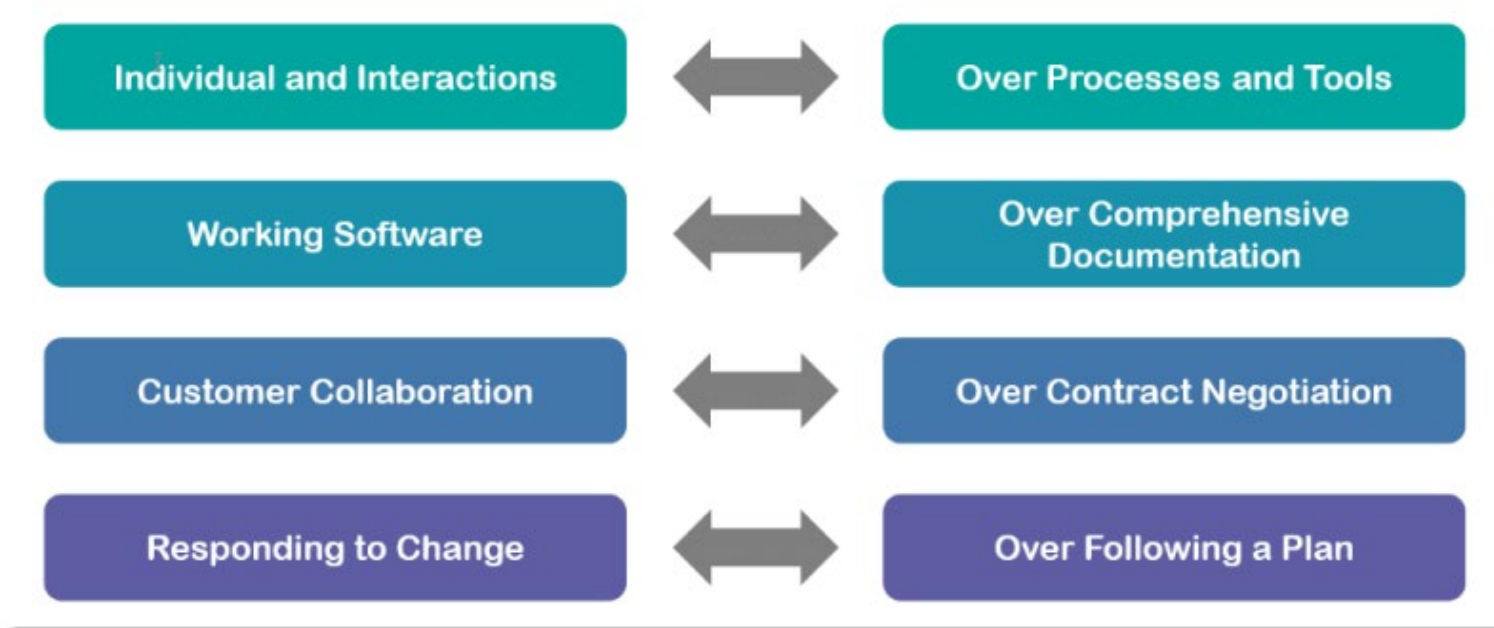 Individual and Interactions
Over Processes and Tools
Working Software
Over Comprehensive
Documentation
Customer Collaboration
Over Contract Negotiation
Responding to Change
Over Following a Plan